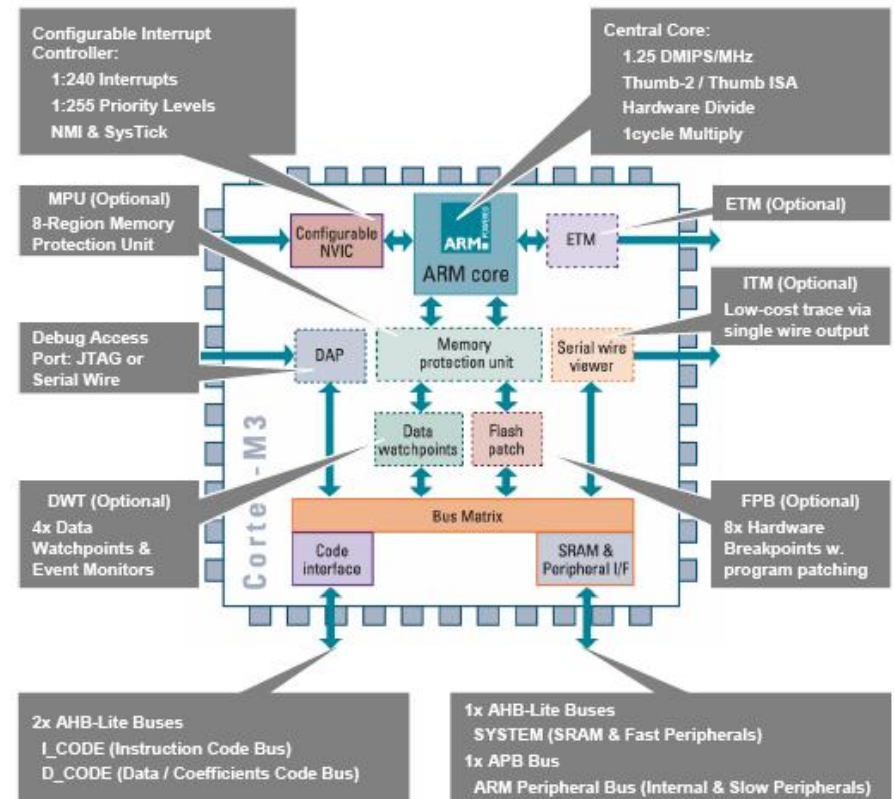 Configurable Interrupt
Controller:
1:240 Interrupts
1:255 Priority Levels
NMI & SysTick
Central Core:
1.25 DMIPS/MHz
Thumb-2 / Thumb ISA
Hardware Divide
1cycle Multiply
MPU (Optional)
8-Region Memory
Protection Unit
ETM (Optional)
Configurable
NVIC
ARM
POWERED
ARM core
ETM
ITM (Optional)
Low-cost trace via
single wire output
Debug Access
Port: JTAG or
Serial Wire
DAP
Memory
protection unit
Serial wire
viewer
Cortex-M3
Data
watchpoints
Flash
patch
DWT (Optional)
4x Data
Watchpoints &
Event Monitors
FPB (Optional)
8x Hardware
Breakpoints w.
program patching
Bus Matrix
Code
interface
SRAM &
Peripheral I/F
2x AHB-Lite Buses
I_CODE (Instruction Code Bus)
D_CODE (Data / Coefficients Code Bus)
1x AHB-Lite Buses
SYSTEM (SRAM & Fast Peripherals)
1x APB Bus
ARM Peripheral Bus (Internal & Slow Peripherals)